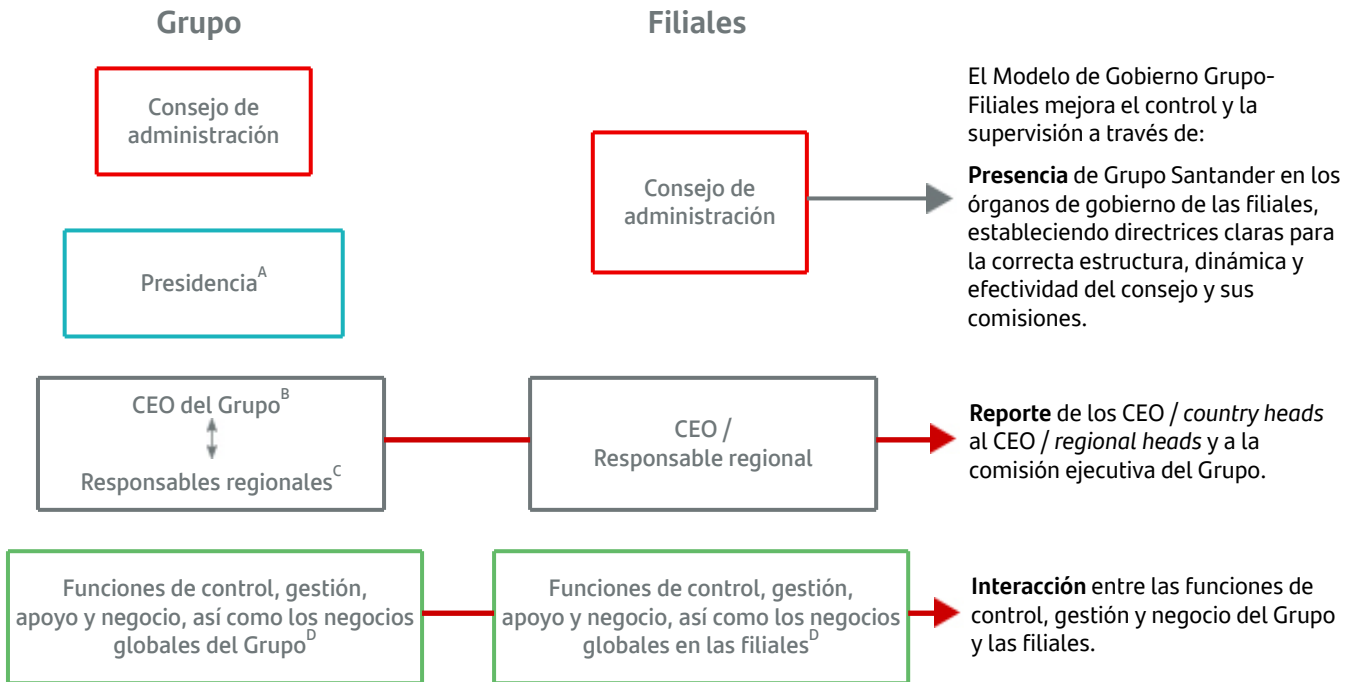 Grupo
Filiales
Consejo de
administración
Consejo de
administración
El Modelo de Gobierno Grupo-
Filiales mejora el control y la
supervisión a través de:
Presencia de Grupo Santander en los
órganos de gobierno de las filiales,
estableciendo directrices claras para
la correcta estructura, dinámica y
efectividad del consejo y sus
comisiones.
Presidencia^A
CEO del Grupo^B
Responsables regionales^C
CEO /
Responsable regional
Reporte de los CEO / country heads
al CEO / regional heads y a la
comisión ejecutiva del Grupo.
Funciones de control, gestión,
apoyo y negocio, así como los negocios
globales del Grupo^D
Funciones de control, gestión,
apoyo y negocio, así como los negocios
globales en las filiales^D
Interacción entre las funciones de
control, gestión y negocio del Grupo
y las filiales.